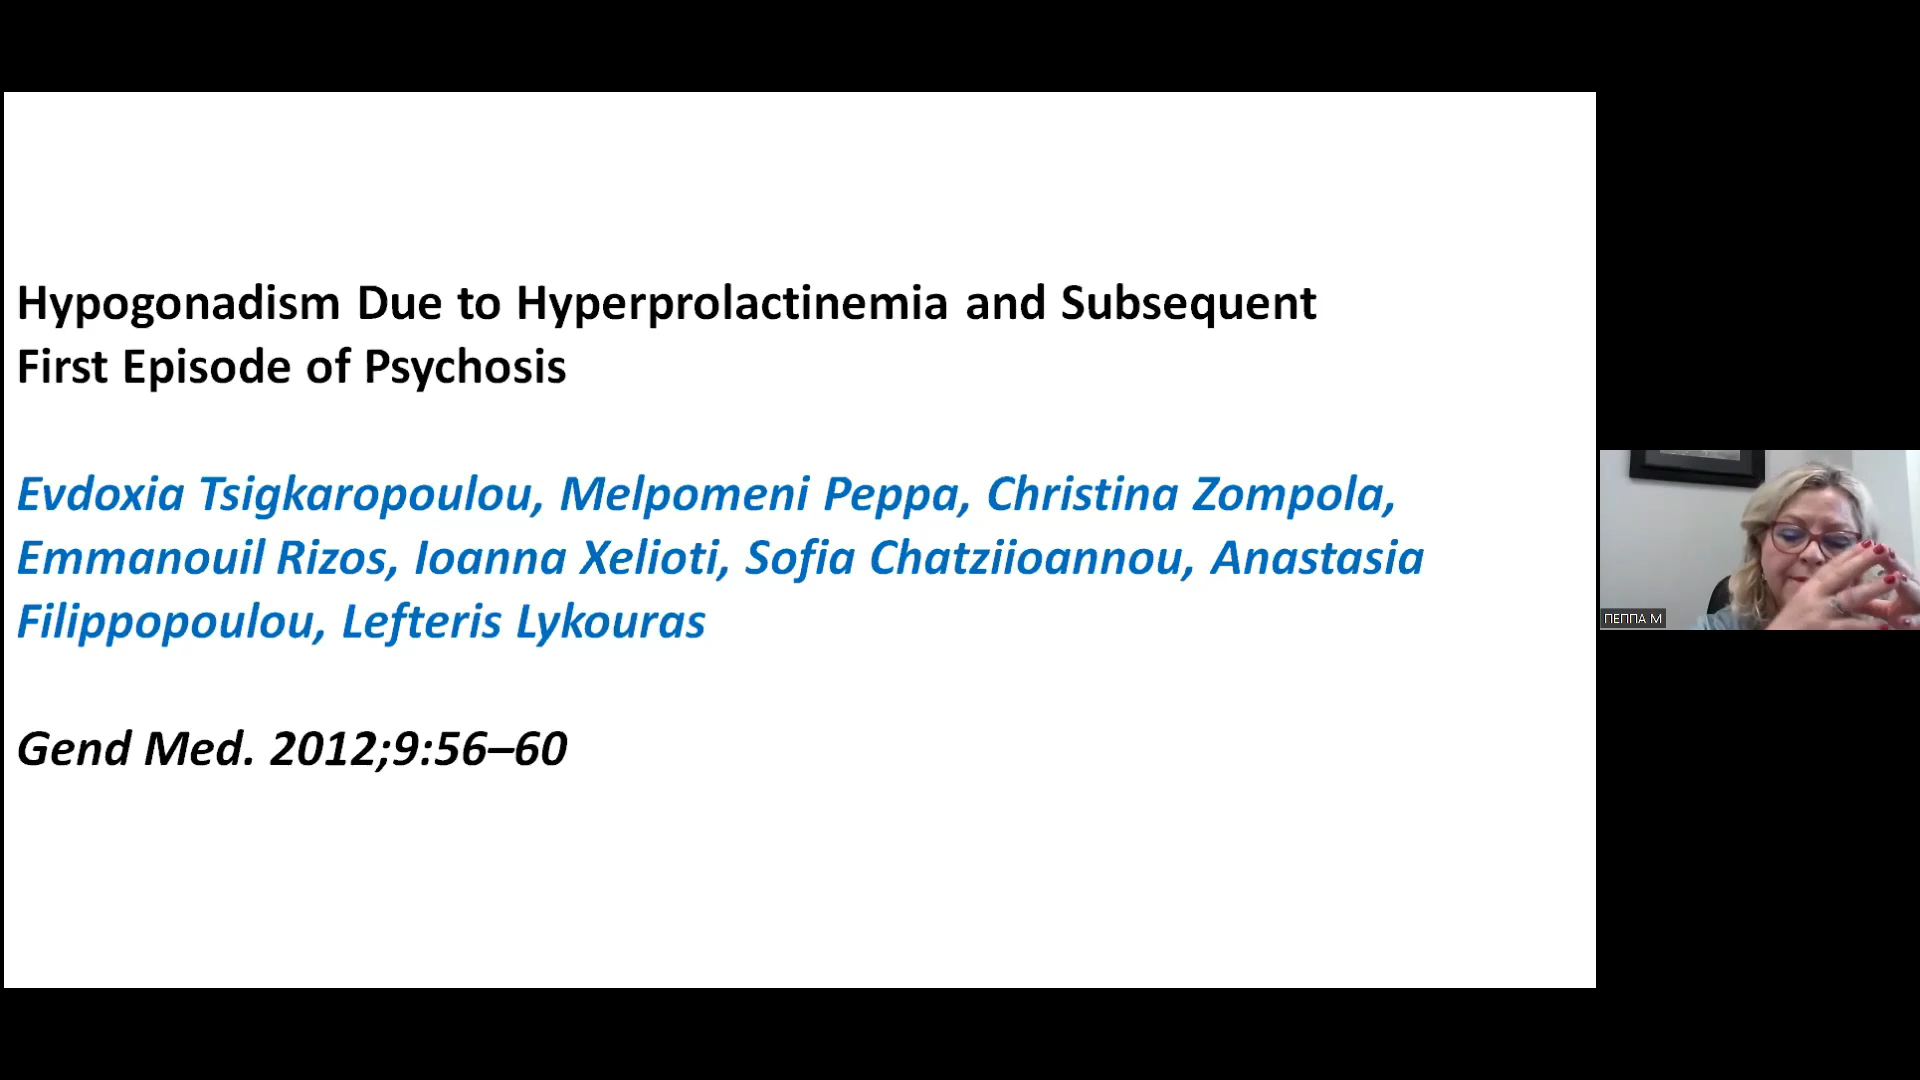 Hypogonadism Due to Hyperprolactinemia and Subsequent
First Episode of Psychosis
Evdoxia Tsigkaropoulou, Melpomeni Peppa, Christina Zompola,
Emmanouil Rizos, Ioanna Xelioti, Sofia Chatziioannou, Anastasia
Filippopoulou, Lefteris Lykouras
Gend Med. 2012;9:56–60
ΠΕΠΠΑ Μ